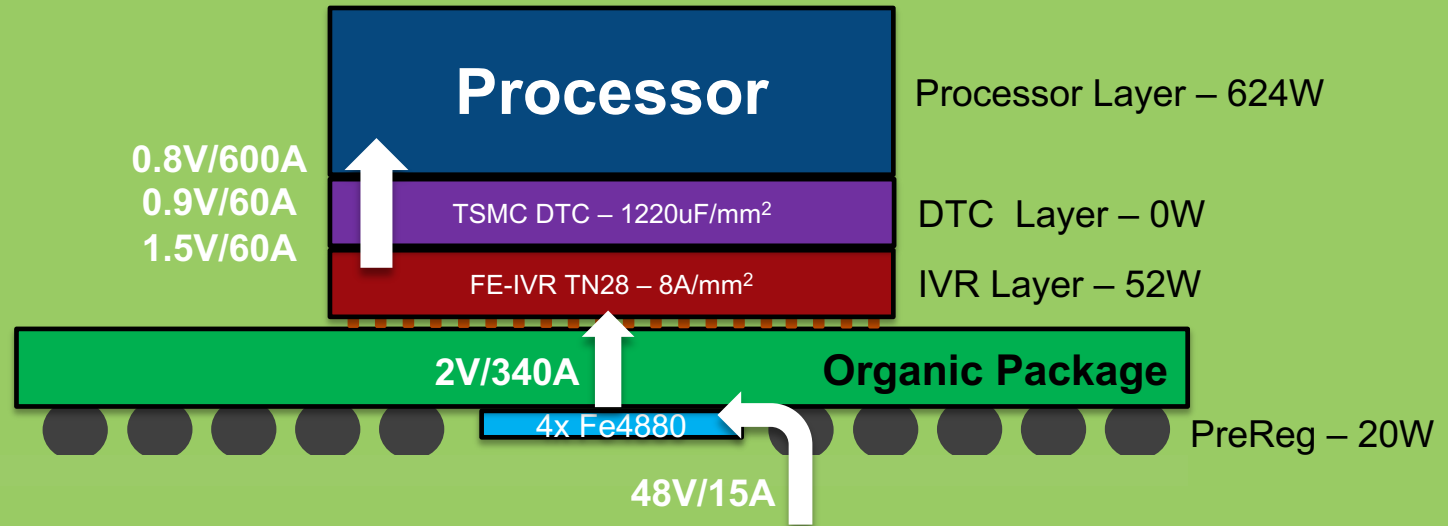 Processor
Processor Layer – 624W
0.8V/600A
0.9V/60A
1.5V/60A
TSMC DTC – 1220uF/mm²
DTC Layer – 0W
FE-IVR TN28 – 8A/mm²
IVR Layer – 52W
2V/340A
Organic Package
4x Fe4880
PreReg – 20W
48V/15A